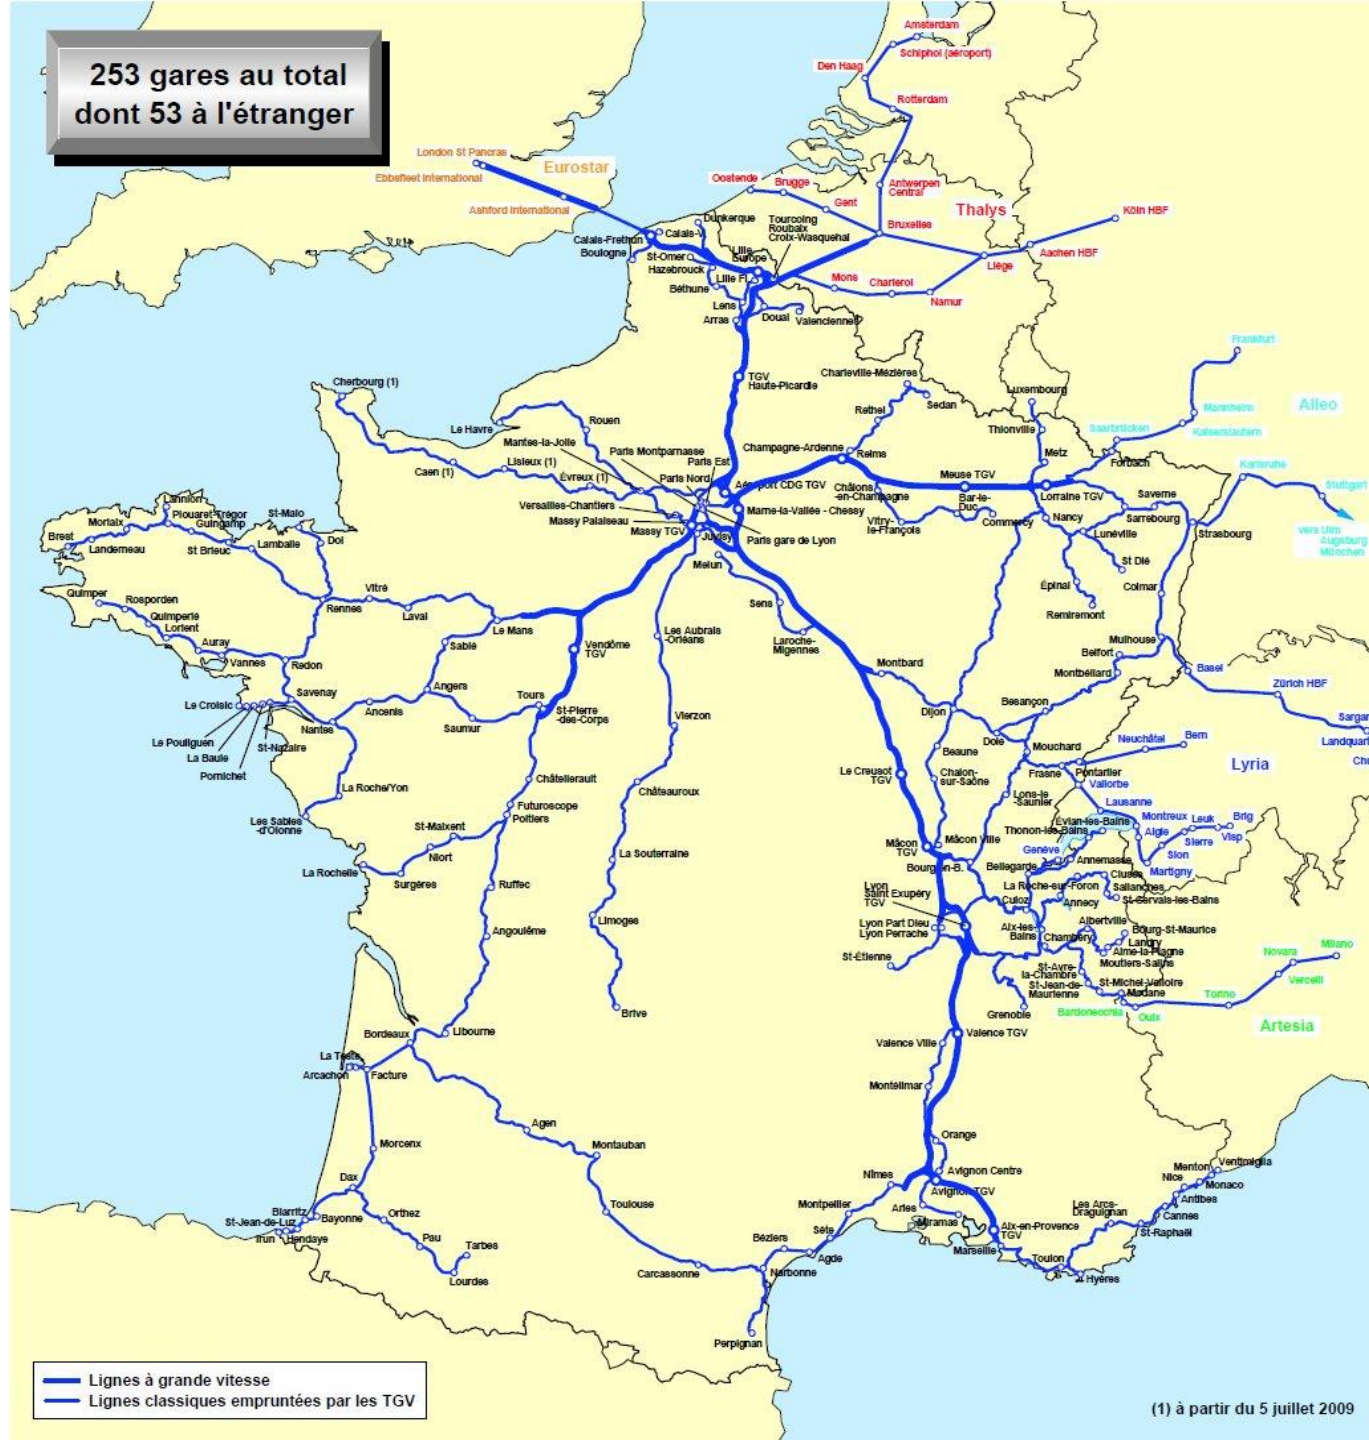 253 gares au total
dont 53 à l'étranger
Amsterdam
Schiphol (aéroport)
Den Haag
Rotterdam
London St Pancras
Eurostar
Ebbsfleet International
Ashford International
Oostende
Brugge
Gent
Antwerpen
Central
Thalys
Bruxelles
Köln HBF
Aachen HBF
Liège
Mons
Charleroi
Namur
Dunkerque
Tourcoing
Roubaix
Croix-Wasquehal
Calais-V.
Calais-Frethun
Boulogne
St-Omer
Hazebrouck
Lille
Europe
Lille Fl.
Béthune
Lens
Arras
Douai
Valenciennes
TGV
Haute-Picardie
Charleville-Mézières
Sedan
Rethel
Luxembourg
Thionville
Metz
Frankfurt
Mannheim
Saarbrücken
Kaiserslautern
Alleo
Forbach
Karlsruhe
Stuttgart
vers Ulm
Augsburg
München
Cherbourg (1)
Le Havre
Rouen
Mantes-la-Jolie
Paris Montparnasse
Paris Est
Paris Nord
Caen (1)
Lisieux (1)
Évreux (1)
Versailles-Chantiers
Massy Palaiseau
Massy TGV
Juvisy
Melun
Aéroport CDG TGV
Marne-la-Vallée - Chessy
Paris gare de Lyon
Champagne-Ardenne
Reims
Châlons
-en-Champagne
Vitry-
le-François
Meuse TGV
Bar-le-
Duc
Commercy
Lorraine TGV
Nancy
Lunéville
Saverne
Sarrebourg
Strasbourg
St Dié
Épinal
Remiremont
Colmar
Mulhouse
Belfort
Montbéliard
Basel
Zürich HBF
Sargan
Landquart
Chu
Lannion
Plouaret-Trégor
Guingamp
Morlaix
Brest
Landerneau
St Brieuc
Lamballe
St-Malo
Dol
Quimper
Rosporden
Quimperlé
Lorient
Auray
Vannes
Redon
Rennes
Vitré
Laval
Le Mans
Sablé
Angers
Ancenis
Saumur
Savenay
Nantes
Le Croisic
Le Pouliguen
La Baule
Pornichet
St-Nazaire
Vendôme
TGV
Tours
St-Pierre
-des-Corps
Les Aubrais
-Orléans
Vierzon
Châteauroux
La Souterraine
Limoges
Brive
Sens
Laroche-
Migennes
Montbard
Dijon
Beaune
Chalon-
sur-Saône
Le Creusot
TGV
Besançon
Dole
Mouchard
Frasne
Pontarlier
Vallorbe
Neuchâtel
Bern
Lyria
Lons-le
-Saunier
Lausanne
Montreux
Aigle
Martigny
Sion
Sierre
Leuk
Visp
Brig
Évian-les-Bains
Thonon-les-Bains
Genève
Bellegarde
Annemasse
La Roche-sur-Foron
Cluses
Sallanches
St-Gervais-les-Bains
Annecy
Culoz
Aix-les-
Bains
Chambéry
Albertville
Bourg-St-Maurice
Landry
Aime-la-Plagne
Moutiers-Salins
St-Avre-
la-Chambre
St-Jean-de-
Maurienne
St-Michel-Valloire
Modane
Bardonecchia
Oulx
Torino
Novara
Vercelli
Milano
Artesia
Mâcon
TGV
Mâcon Ville
Bourg-en-B.
Lyon
Saint Exupéry
TGV
Lyon Part Dieu
Lyon Perrache
St-Étienne
Grenoble
Valence TGV
Valence Ville
Montélimar
Orange
Avignon Centre
Avignon TGV
Nîmes
Arles
Miramas
Montpellier
Sète
Agde
Béziers
Narbonne
Carcassonne
Perpignan
Aix-en-Provence
TGV
Marseille
Toulon
Hyères
Les Arcs-
Draguignan
St-Raphaël
Cannes
Antibes
Nice
Monaco
Menton
Ventimiglia
Châtellerault
Futuroscope
Poitiers
St-Maixent
Niort
Surgères
La Rochelle
La Roche/Yon
Les Sables
-d'Olonne
Ruffec
Angoulême
Libourne
Bordeaux
La Teste
Arcachon
Facture
Morcenx
Dax
Biarritz
St-Jean-de-Luz
Irun
Hendaye
Bayonne
Orthez
Pau
Tarbes
Lourdes
Agen
Montauban
Toulouse
Lignes à grande vitesse
Lignes classiques empruntées par les TGV
(1) à partir du 5 juillet 2009